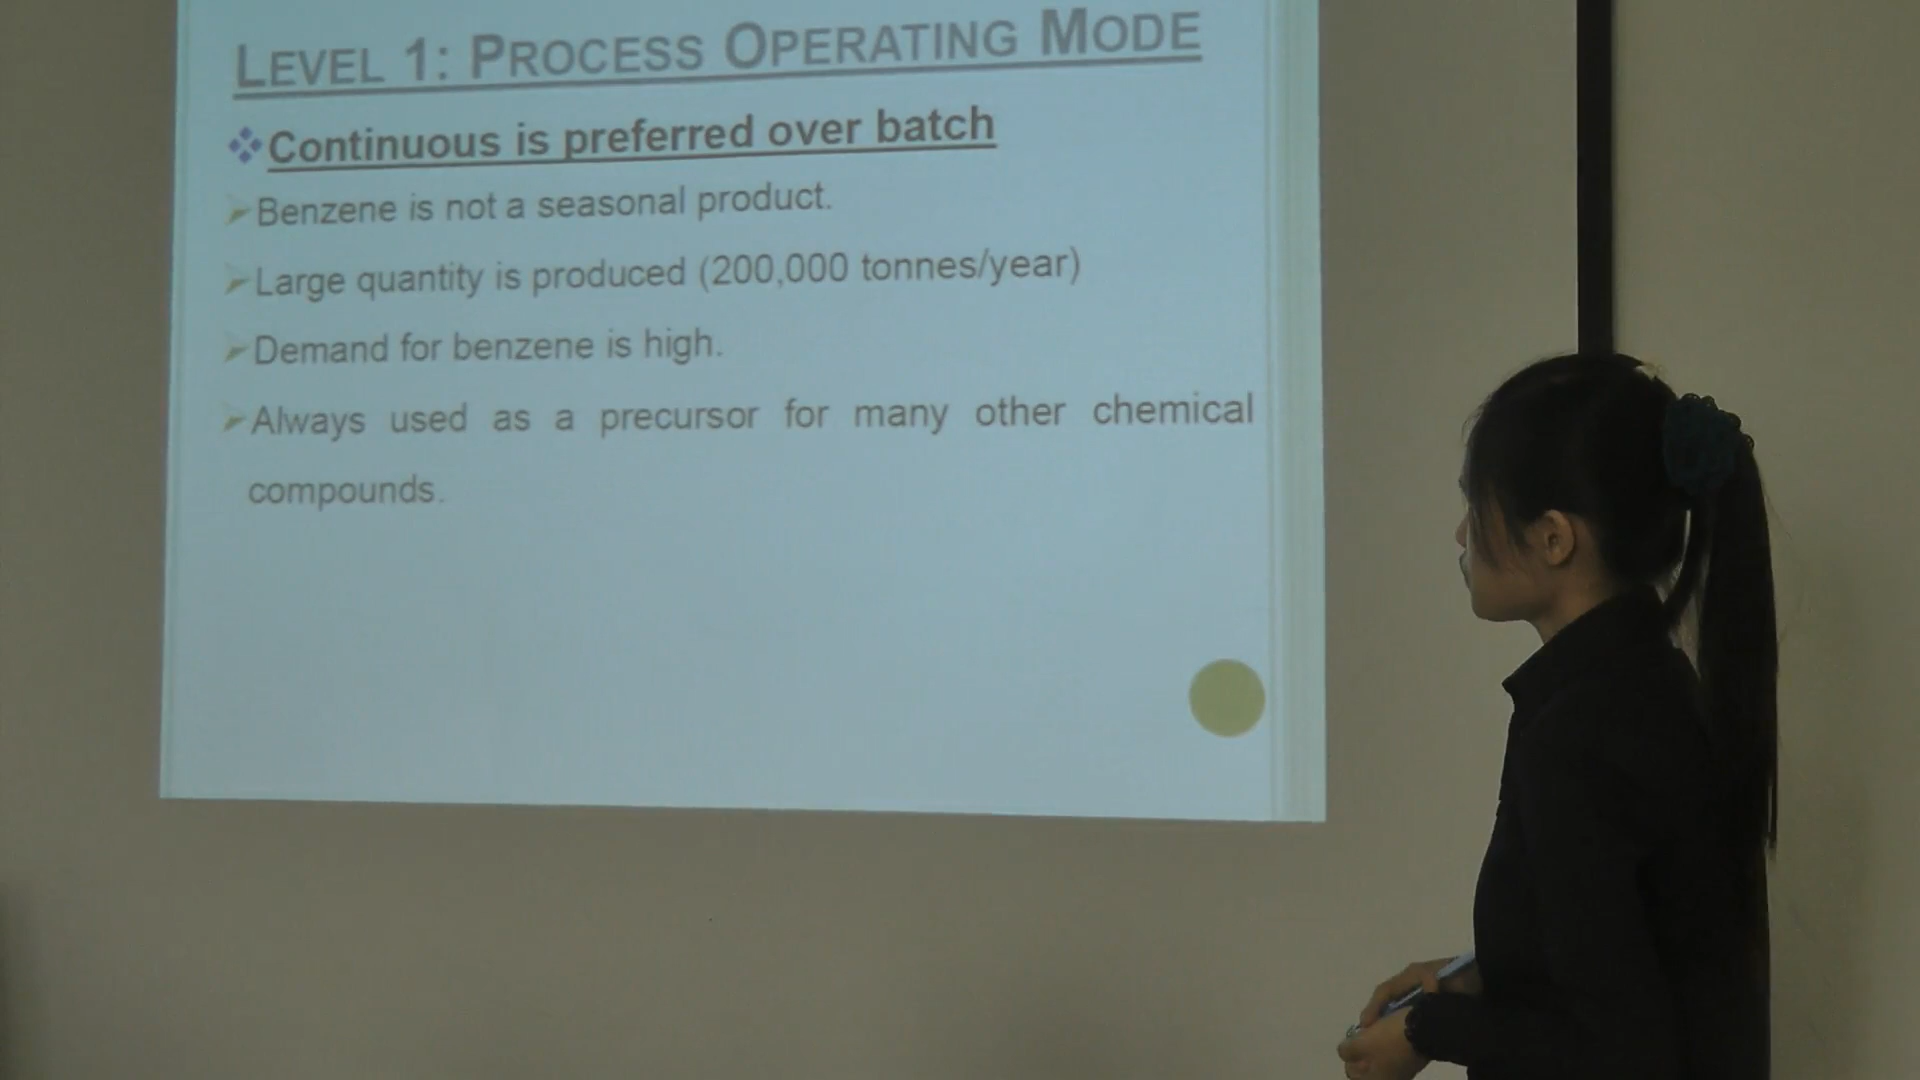 LEVEL 1: PROCESS OPERATING MODE
Continuous is preferred over batch
Benzene is not a seasonal product.
Large quantity is produced (200,000 tonnes/year)
Demand for benzene is high.
Always used as a precursor for many other chemical
compounds.